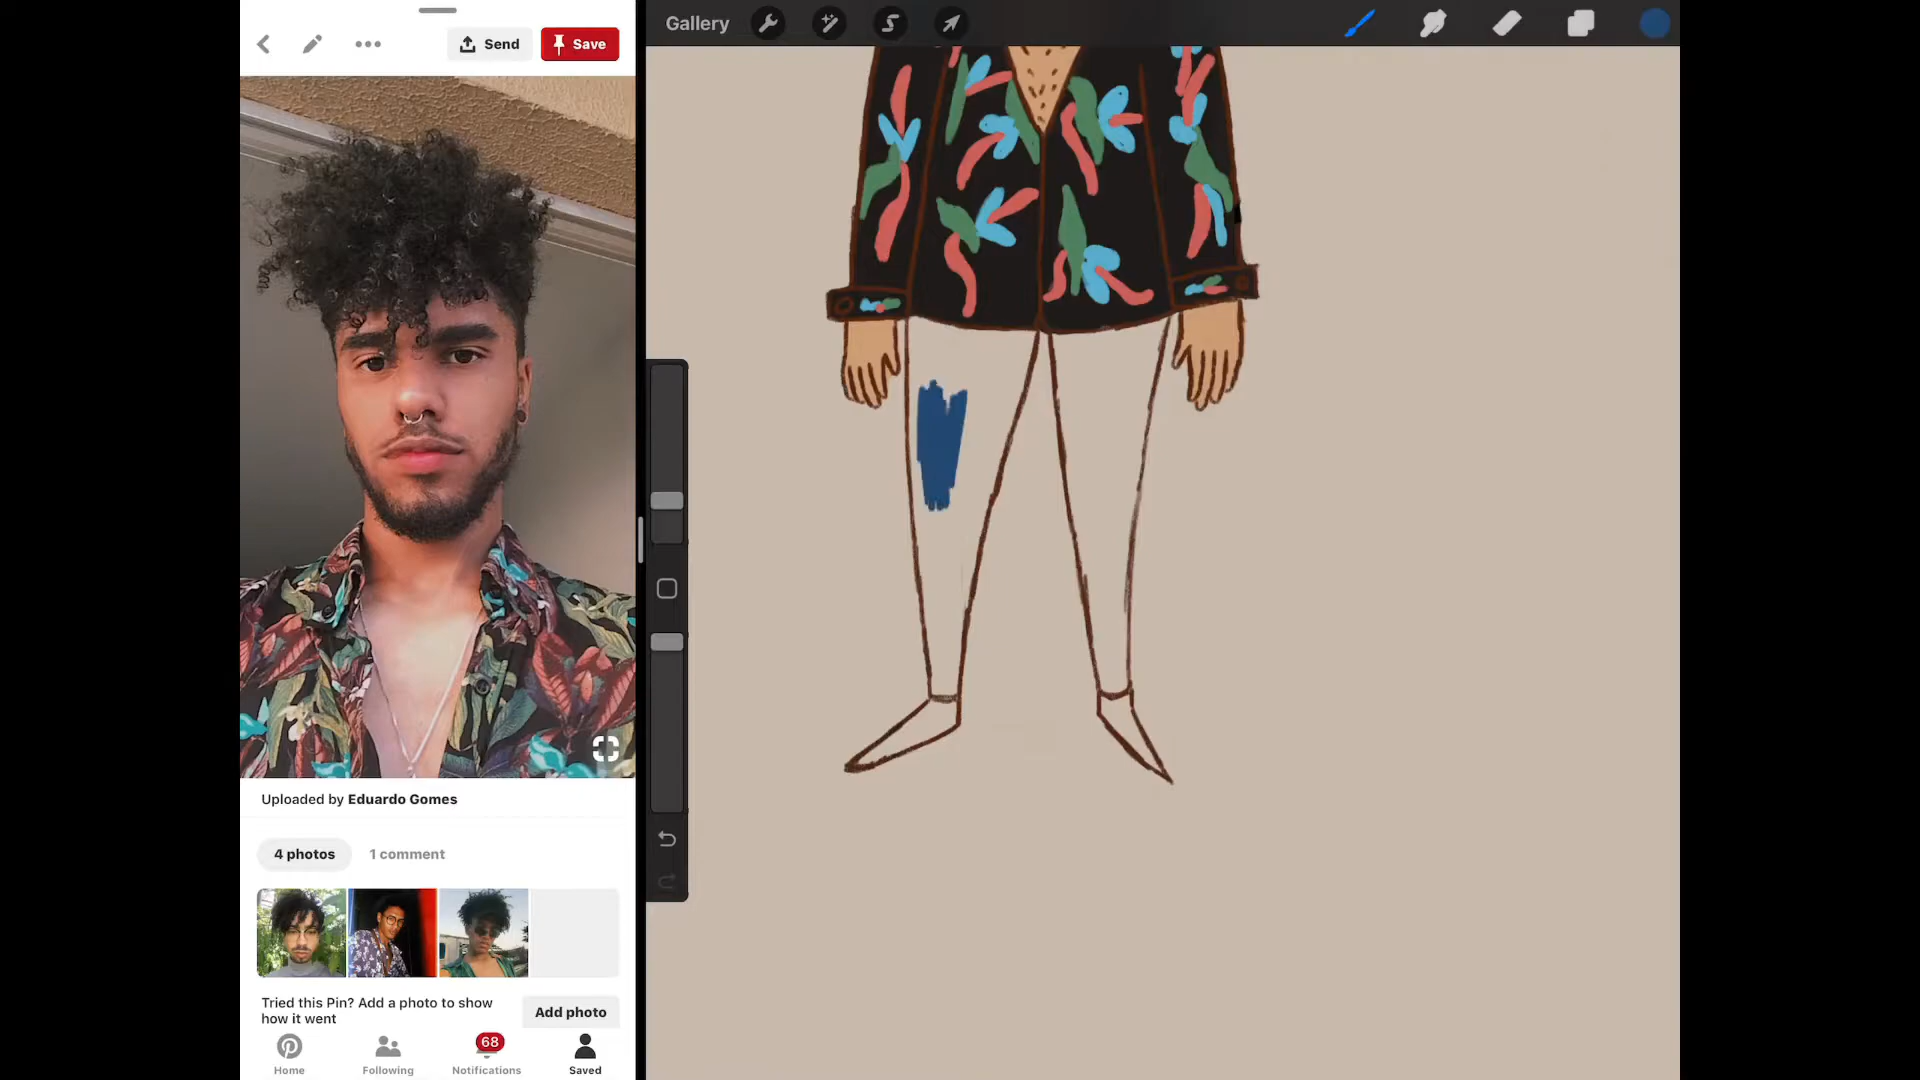 Send
Save
Gallery
Uploaded by Eduardo Gomes
4 photos
1 comment
Tried this Pin? Add a photo to show
how it went
Add photo
68
Home
Following
Notifications
Saved